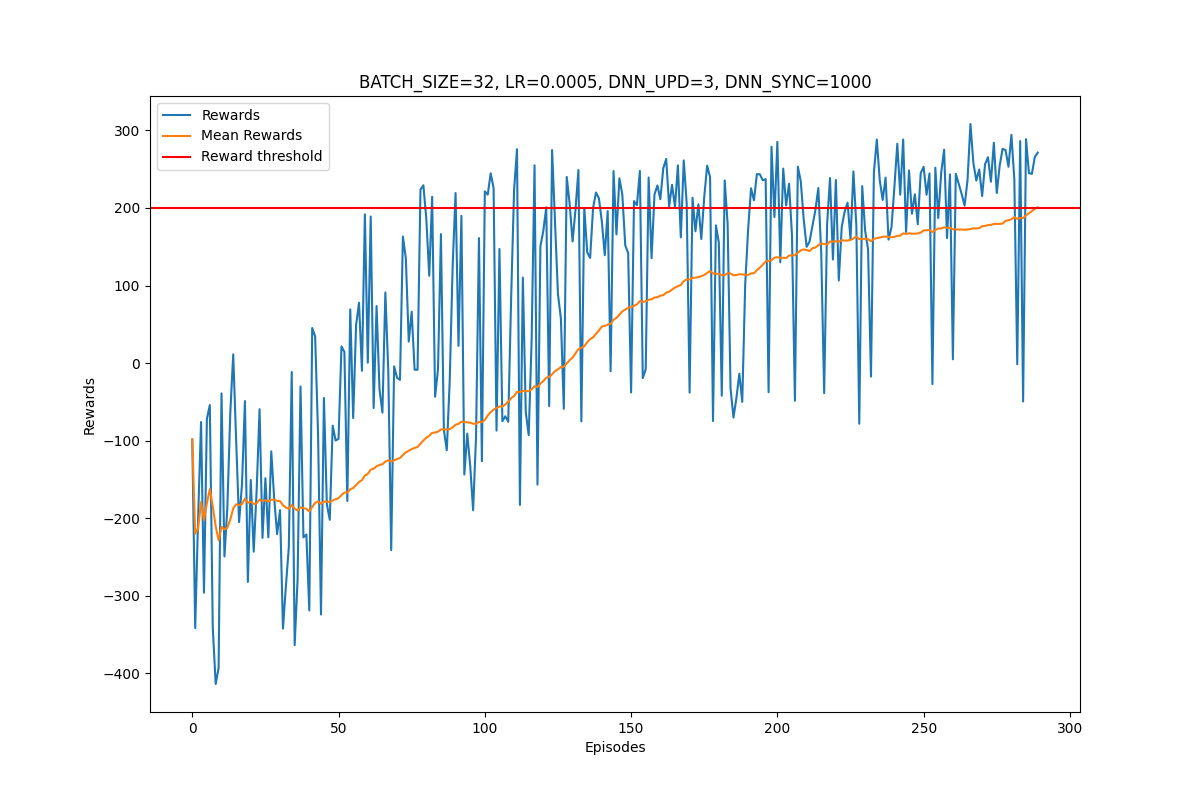 BATCH_SIZE=32, LR=0.0005, DNN_UPD=3, DNN_SYNC=1000
Rewards
Mean Rewards
Reward threshold
300
200
100
0
−100
−200
−300
−400
Rewards
0
50
100
150
200
250
300
Episodes